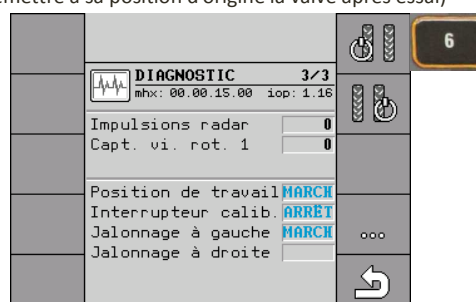 emettre à sa position d'origine la valve après essai)
6
DIAGNOSTIC 3/3
mhx: 00.00.15.00 iop: 1.16
Impulsions radar 0
Capt. vi. rot. 1 0
Position de travail MARCH
Interrupteur calib. ARRÊT
Jalonnage à gauche MARCH
Jalonnage à droite